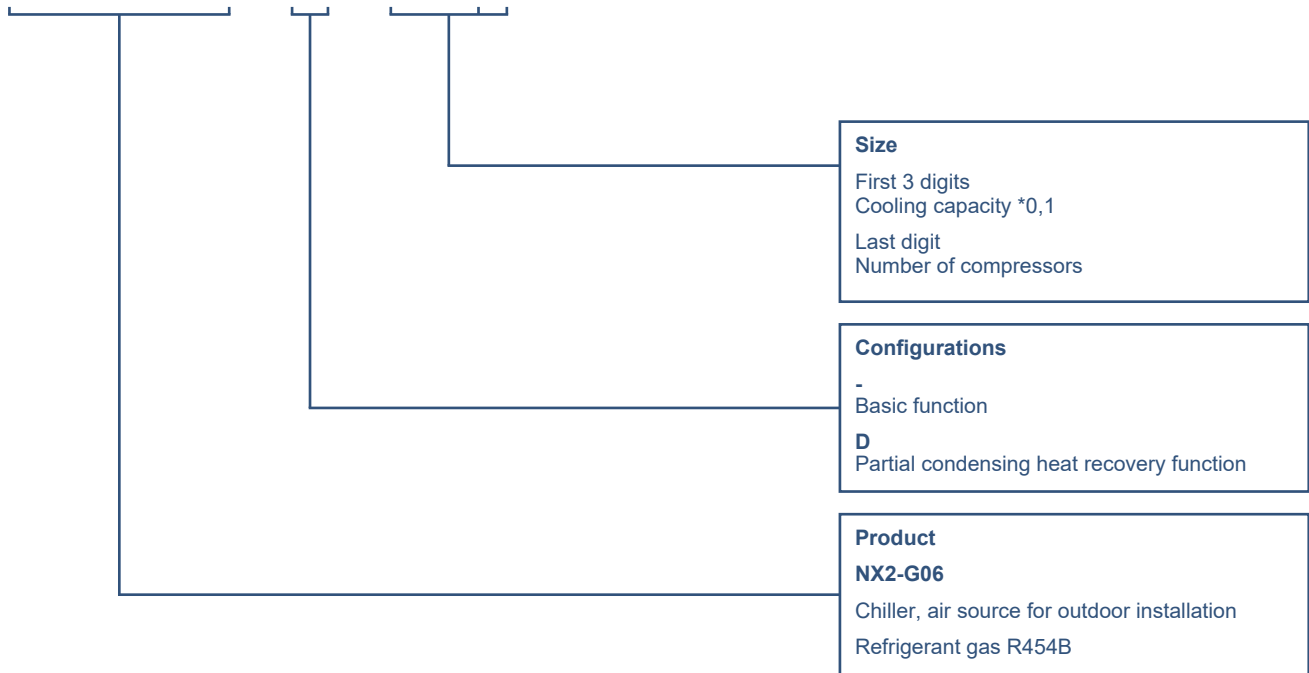 Size
First 3 digits
Cooling capacity *0,1
Last digit
Number of compressors
Configurations
-
Basic function
D
Partial condensing heat recovery function
Product
NX2-G06
Chiller, air source for outdoor installation
Refrigerant gas R454B